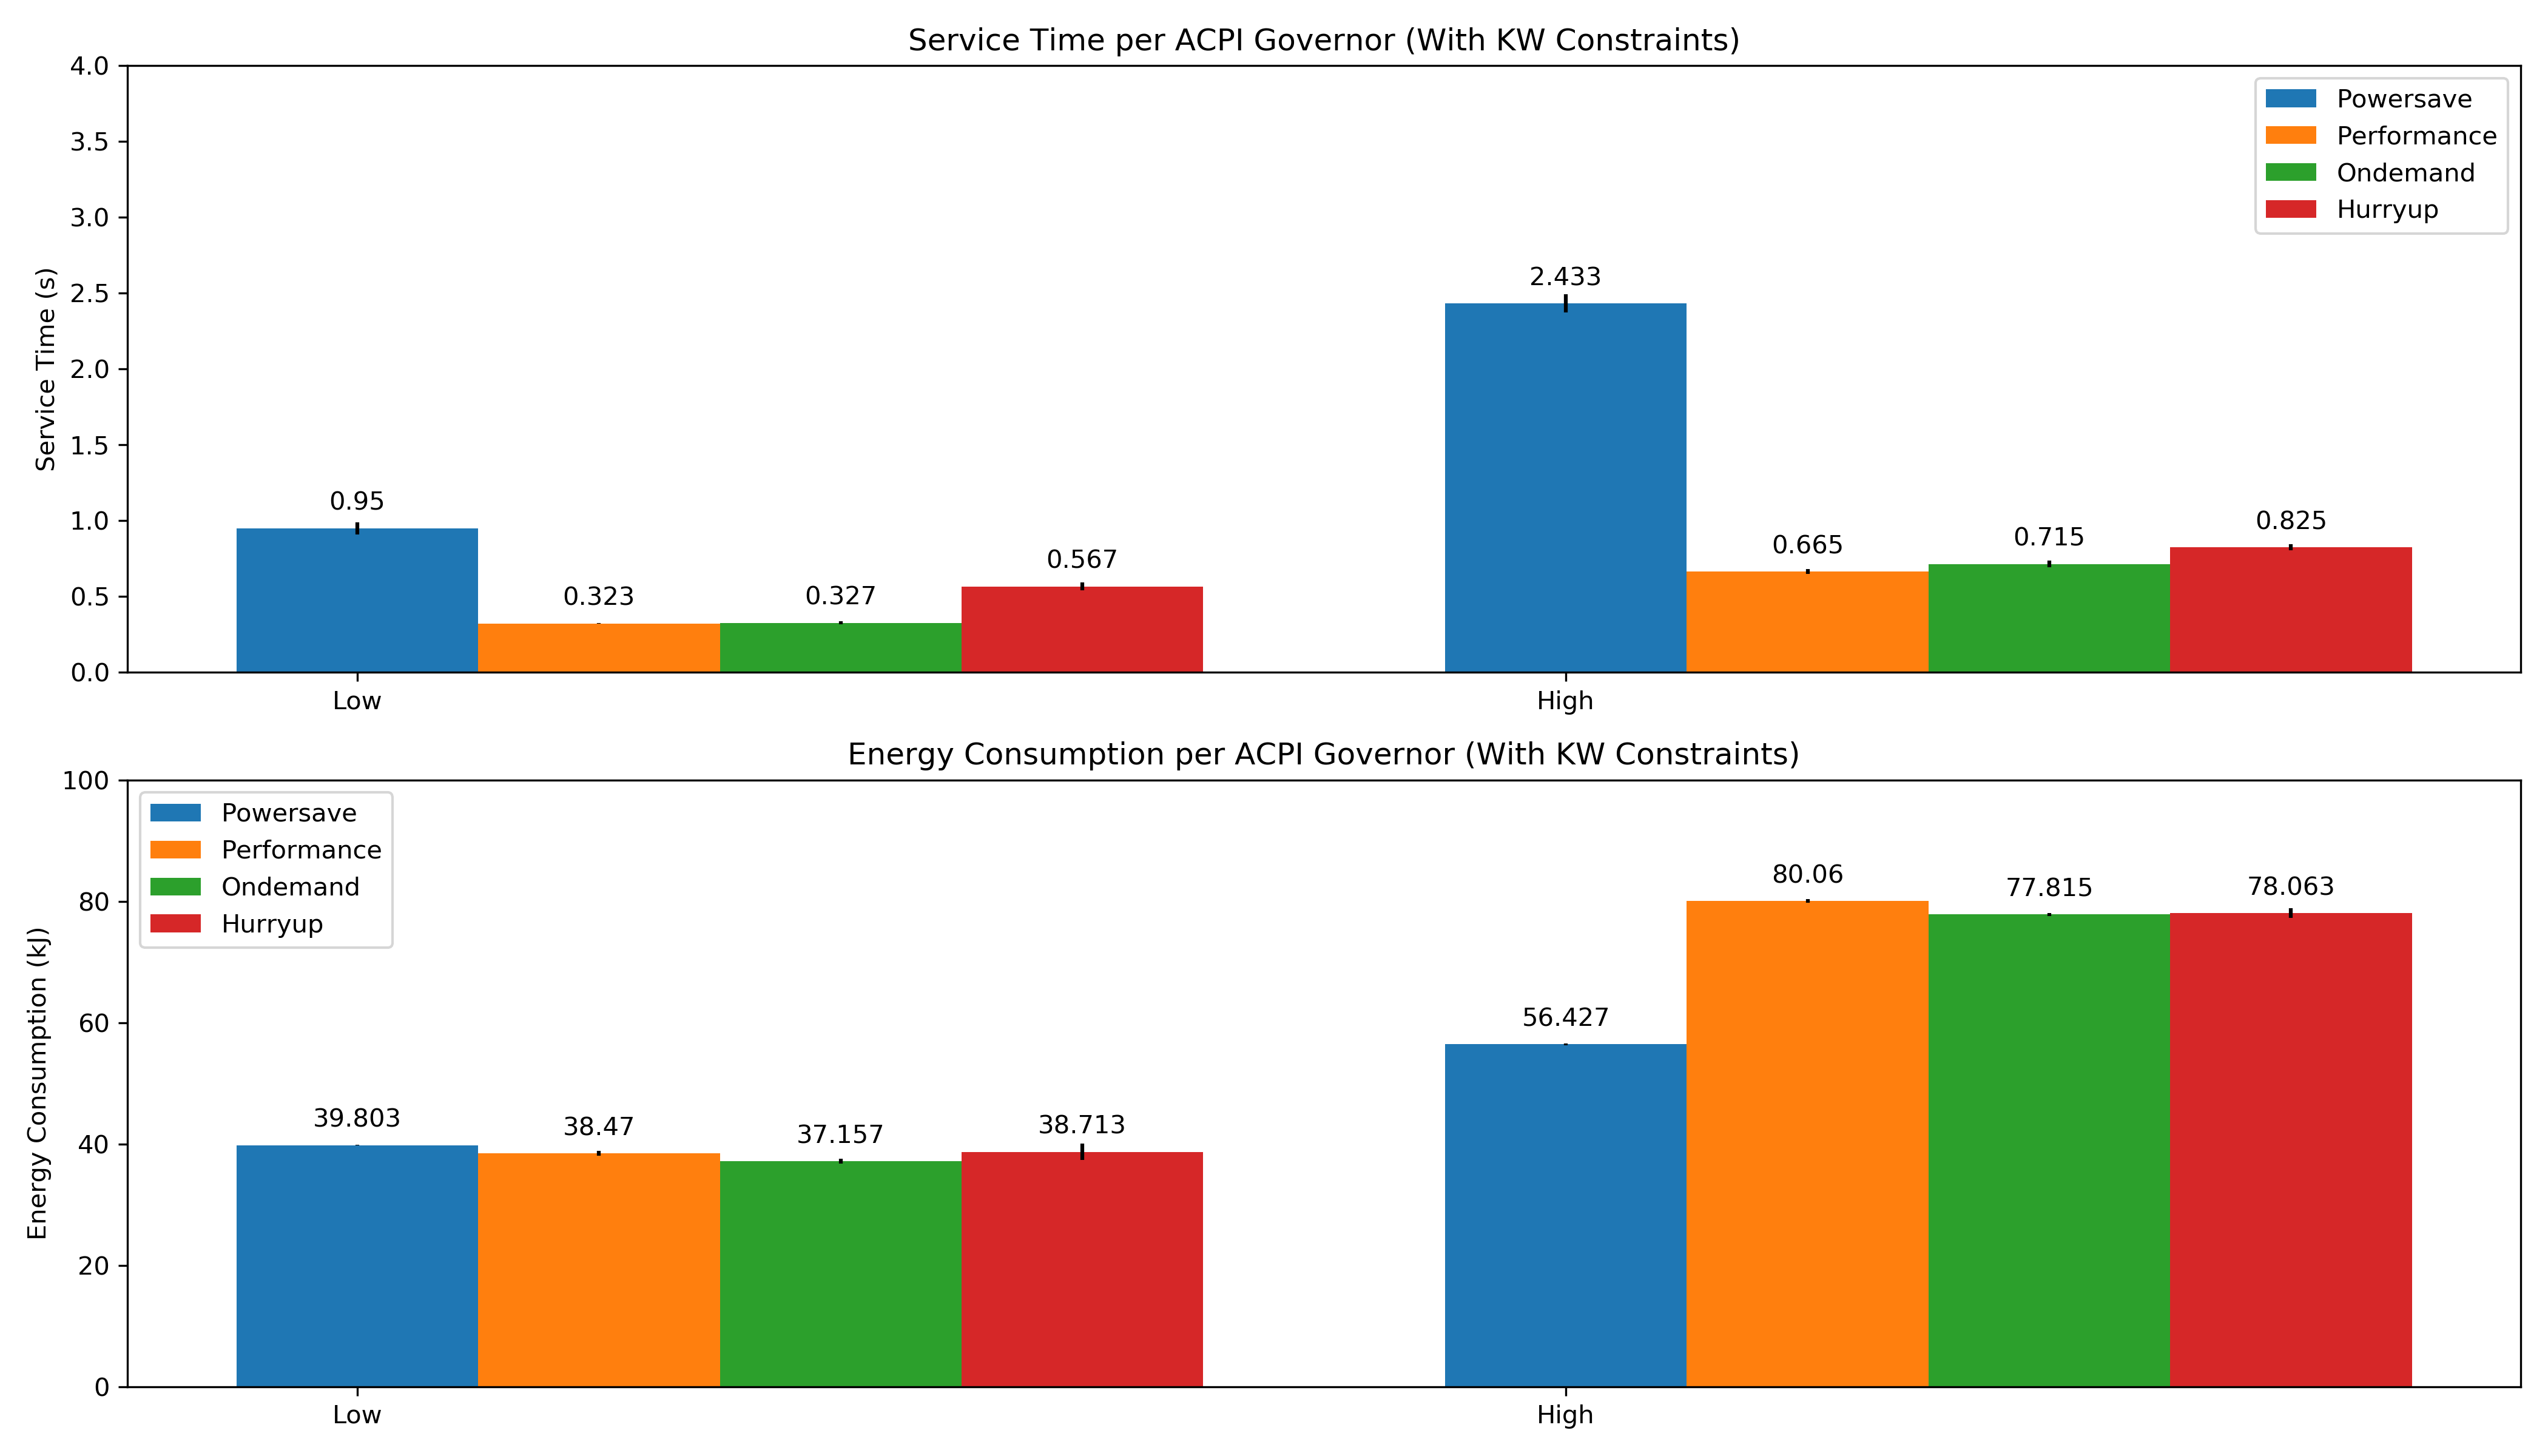 Service Time per ACPI Governor (With KW Constraints)
Service Time (s)
4.0
3.5
3.0
2.5
2.0
1.5
1.0
0.5
0.0
Powersave
Performance
Ondemand
Hurryup
0.95
0.323
0.327
0.567
2.433
0.665
0.715
0.825
Low
High
Energy Consumption per ACPI Governor (With KW Constraints)
Energy Consumption (kJ)
100
80
60
40
20
0
Powersave
Performance
Ondemand
Hurryup
39.803
38.47
37.157
38.713
56.427
80.06
77.815
78.063
Low
High